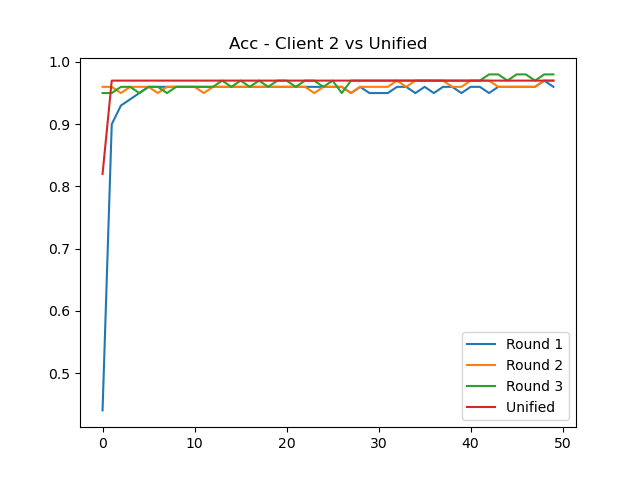 Acc - Client 2 vs Unified
1.0
0.9
0.8
0.7
0.6
0.5
0 10 20 30 40 50
Round 1
Round 2
Round 3
Unified